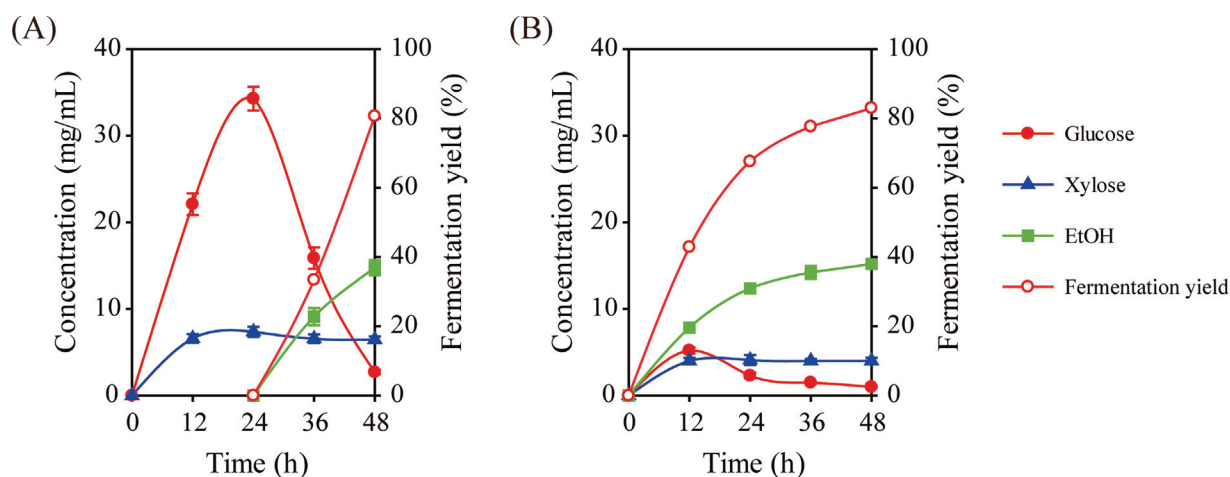 (A)
Concentration (mg/mL)
40
30
20
10
0
100
80
60
40
20
0
Fermentation yield (%)
0 12 24 36 48
Time (h)
(B)
Concentration (mg/mL)
40
30
20
10
0
100
80
60
40
20
0
Fermentation yield (%)
0 12 24 36 48
Time (h)
Glucose
Xylose
EtOH
Fermentation yield